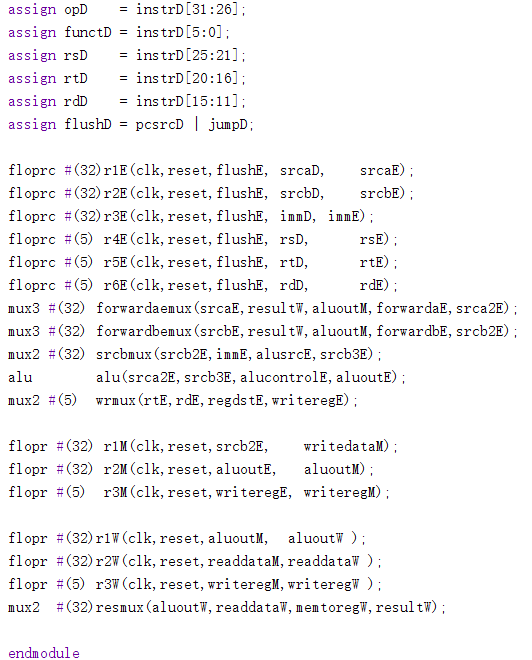 assign opD    = instrD[31:26];
assign functD = instrD[5:0];
assign rsD    = instrD[25:21];
assign rtD    = instrD[20:16];
assign rdD    = instrD[15:11];
assign flushD = pcsrcD | jumpD;
floprc #(32)r1E(clk,reset,flushE, srcaD,    srcaE);
floprc #(32)r2E(clk,reset,flushE, srcbD,    srcbE);
floprc #(32)r3E(clk,reset,flushE, immD, immE);
floprc #(5) r4E(clk,reset,flushE, rsD,      rsE);
floprc #(5) r5E(clk,reset,flushE, rtD,      rtE);
floprc #(5) r6E(clk,reset,flushE, rdD,      rdE);
mux3 #(32) forwardaemux(srcaE,resultW,aluoutM,forwardaE,srca2E);
mux3 #(32) forwardbemux(srcbE,resultW,aluoutM,forwardbE,srcb2E);
mux2 #(32) srcbmux(srcb2E,immE,alusrcE,srcb3E);
alu        alu(srca2E,srcb3E,alucontrolE,aluoutE);
mux2 #(5)  wrmux(rtE,rdE,regdstE,writeregE);
flopr #(32) r1M(clk,reset,srcb2E,    writedataM);
flopr #(32) r2M(clk,reset,aluoutE,   aluoutM);
flopr #(5)  r3M(clk,reset,writeregE, writeregM);
flopr #(32)r1W(clk,reset,aluoutM,  aluoutW );
flopr #(32)r2W(clk,reset,readdataM,readdataW );
flopr #(5) r3W(clk,reset,writeregM,writeregW );
mux2  #(32)resmux(aluoutW,readdataW,memtoregW,resultW);
endmodule